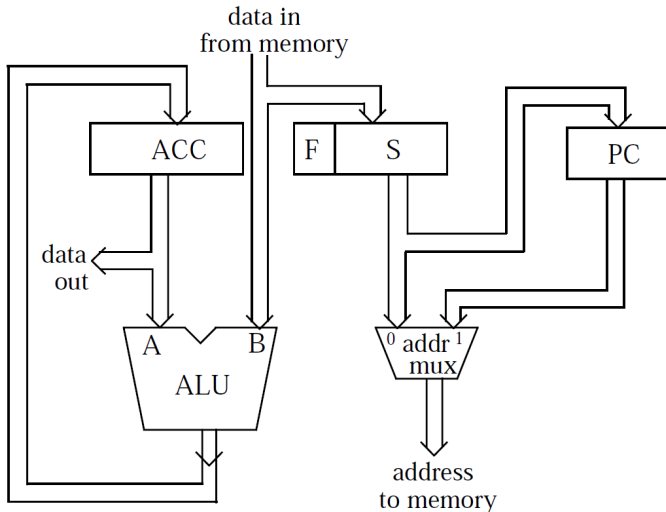 data in
from memory
ACC
F
S
PC
data
out
A
B
ALU
0
addr
1
mux
address
to memory